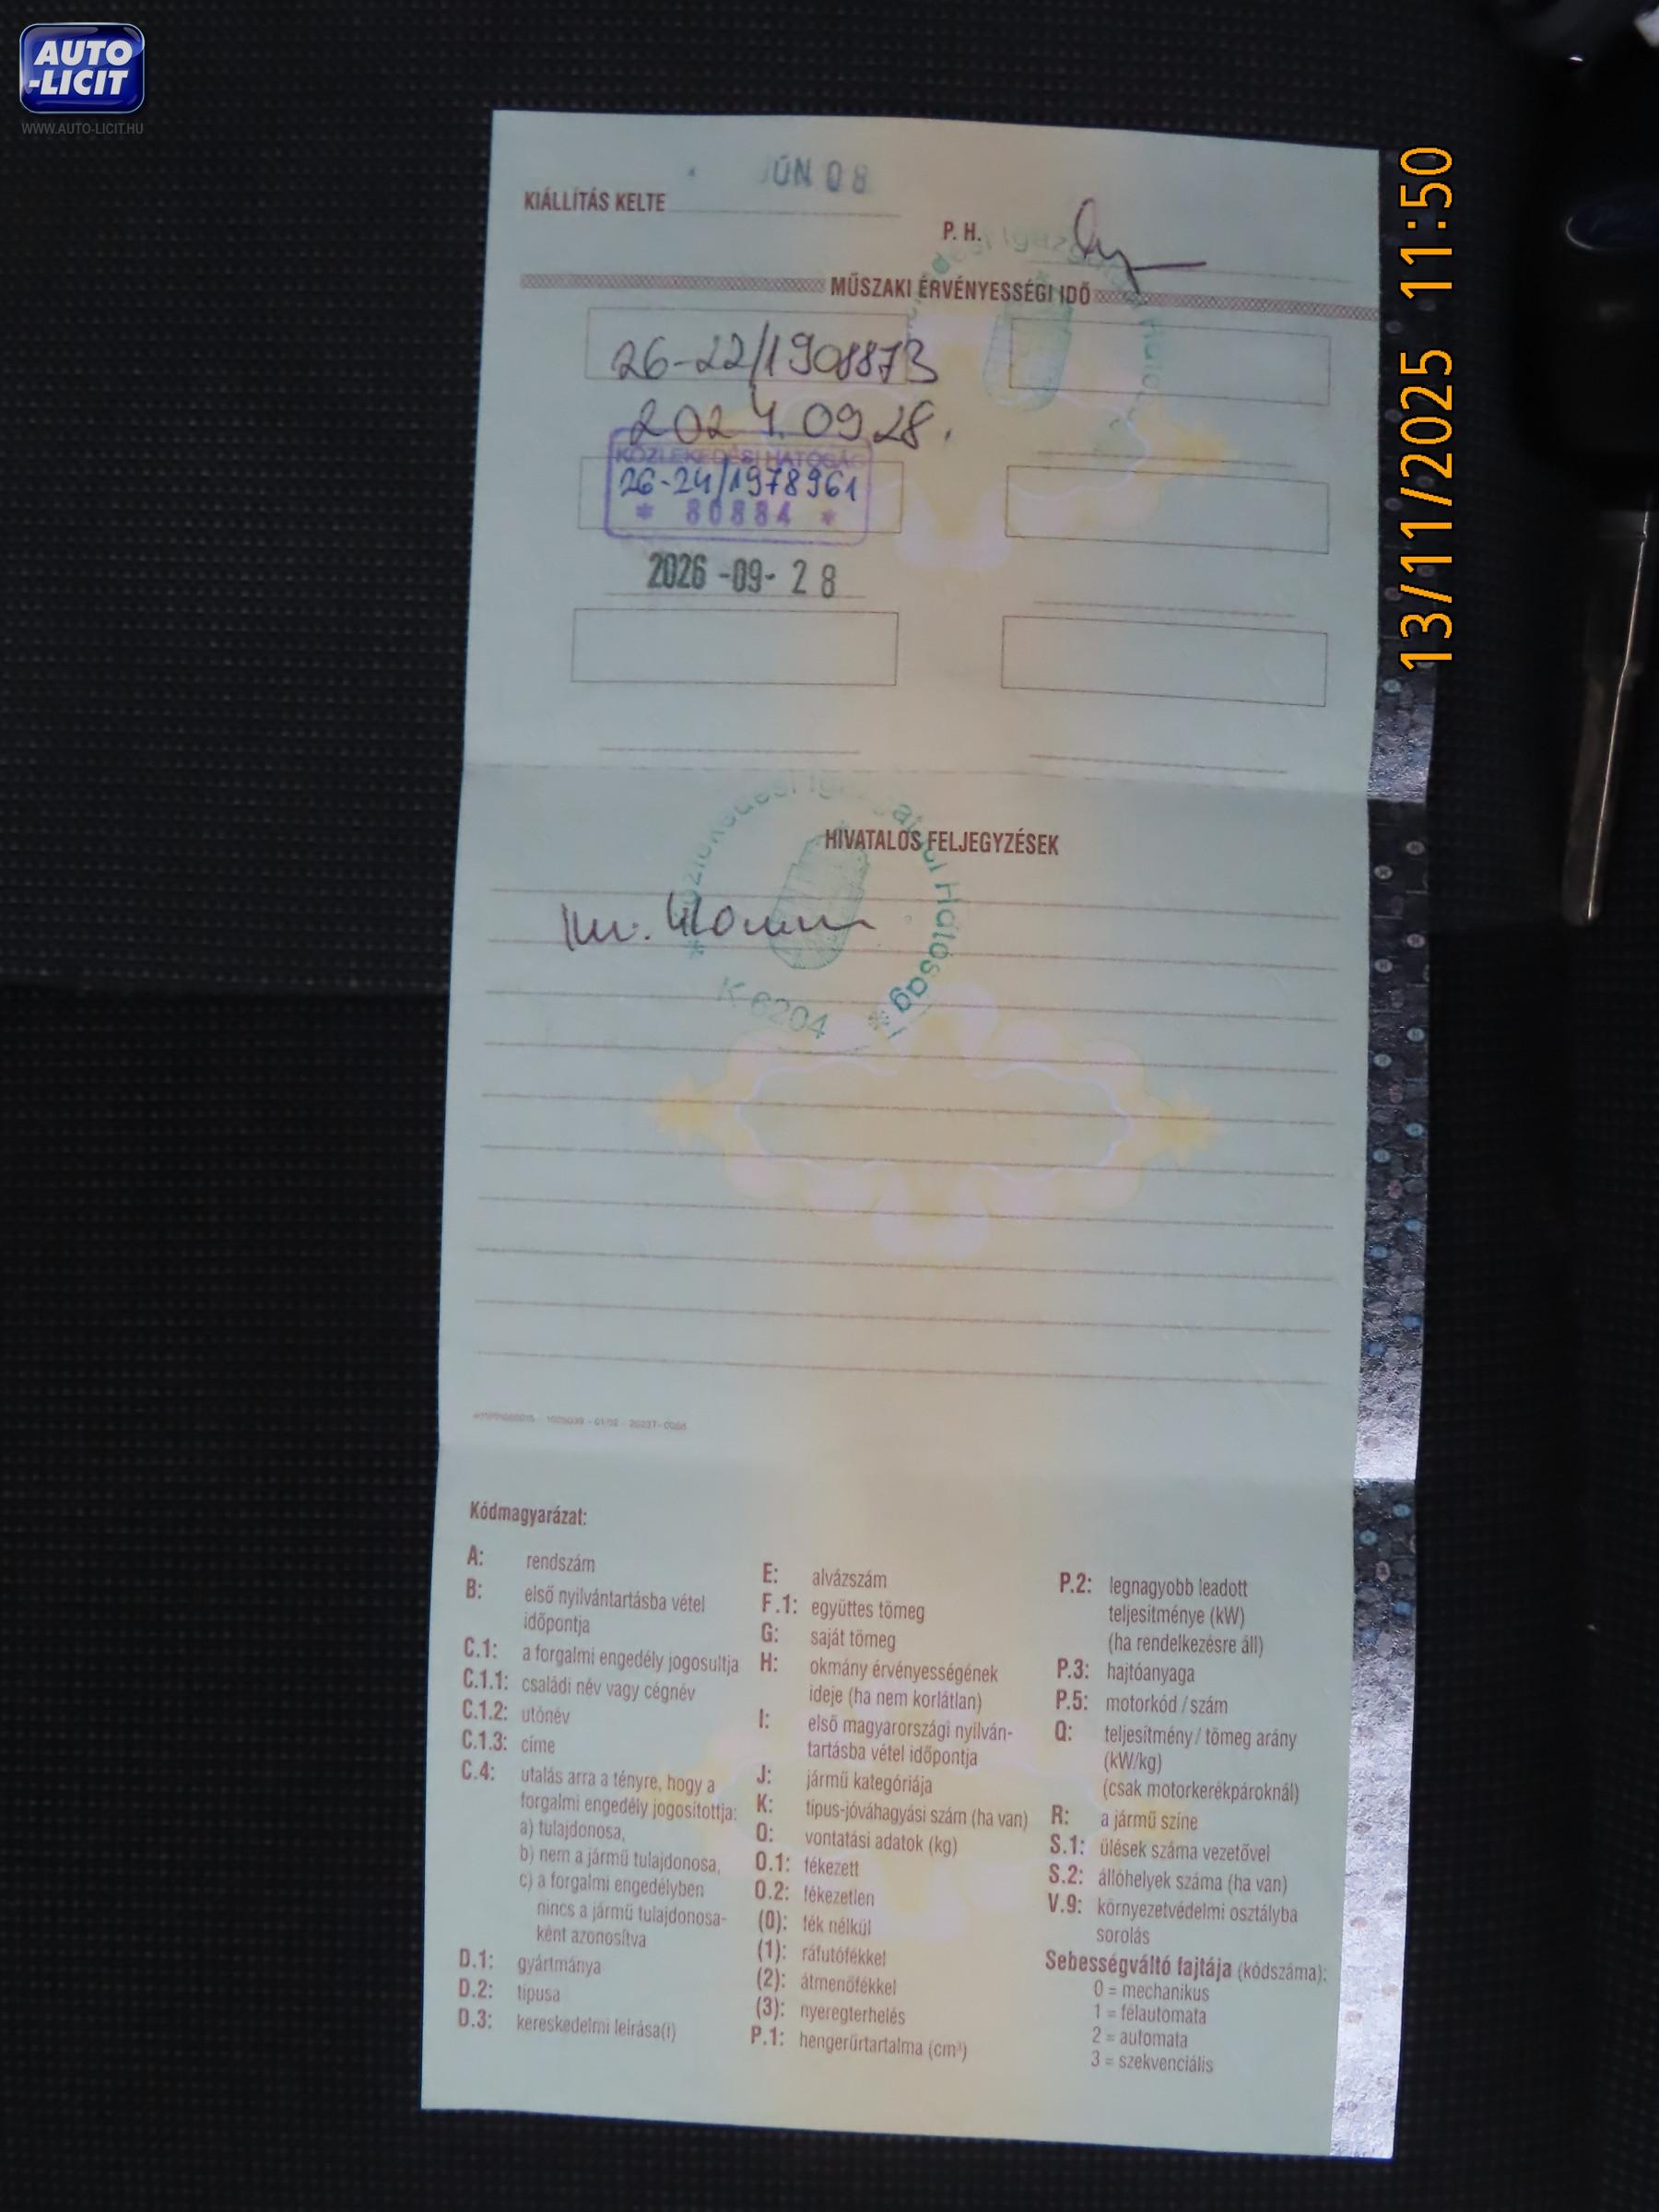 AUTO
-LICIT
WWW.AUTO-LICIT.HU
13/11/2025 11:50
JÚN 08
KIÁLLÍTÁS KELTE
P. H.
MŰSZAKI ÉRVÉNYESSÉGI IDŐ
26-22/1908873
2024.09.28.
KÖZLEKEDÉSI HATÓSÁG
26-24/1978961
* 80884 *
2026-09-28
HIVATALOS FELJEGYZÉSEK
Hatóság *
K-6204
Kódmagyarázat:
A: rendszám
B: első nyilvántartásba vétel
időpontja
C.1: a forgalmi engedély jogosultja
C.1.1: családi név vagy cégnév
C.1.2: utónév
C.1.3: címe
C.4: utalás arra a tényre, hogy a
forgalmi engedély jogosítottja:
a) tulajdonosa,
b) nem a jármű tulajdonosa,
c) a forgalmi engedélyben
nincs a jármű tulajdonosa-
ként azonosítva
D.1: gyártmánya
D.2: típusa
D.3: kereskedelmi leírása(i)
E: alvázszám
F.1: együttes tömeg
G: saját tömeg
H: okmány érvényességének
ideje (ha nem korlátlan)
I: első magyarországi nyilván-
tartásba vétel időpontja
J: jármű kategóriája
K: típus-jóváhagyási szám (ha van)
O: vontatási adatok (kg)
O.1: fékezett
O.2: fékezetlen
(0): fék nélkül
(1): ráfutófékkel
(2): átmenőfékkel
(3): nyeregterhelés
P.1: hengerűrtartalma (cm³)
P.2: legnagyobb leadott
teljesítménye (kW)
(ha rendelkezésre áll)
P.3: hajtóanyaga
P.5: motorkód / szám
Q: teljesítmény / tömeg arány
(kW/kg)
(csak motorkerékpároknál)
R: a jármű színe
S.1: ülések száma vezetővel
S.2: állóhelyek száma (ha van)
V.9: környezetvédelmi osztályba
sorolás
Sebességváltó fajtája (kódszáma):
0 = mechanikus
1 = félautomata
2 = automata
3 = szekvenciális